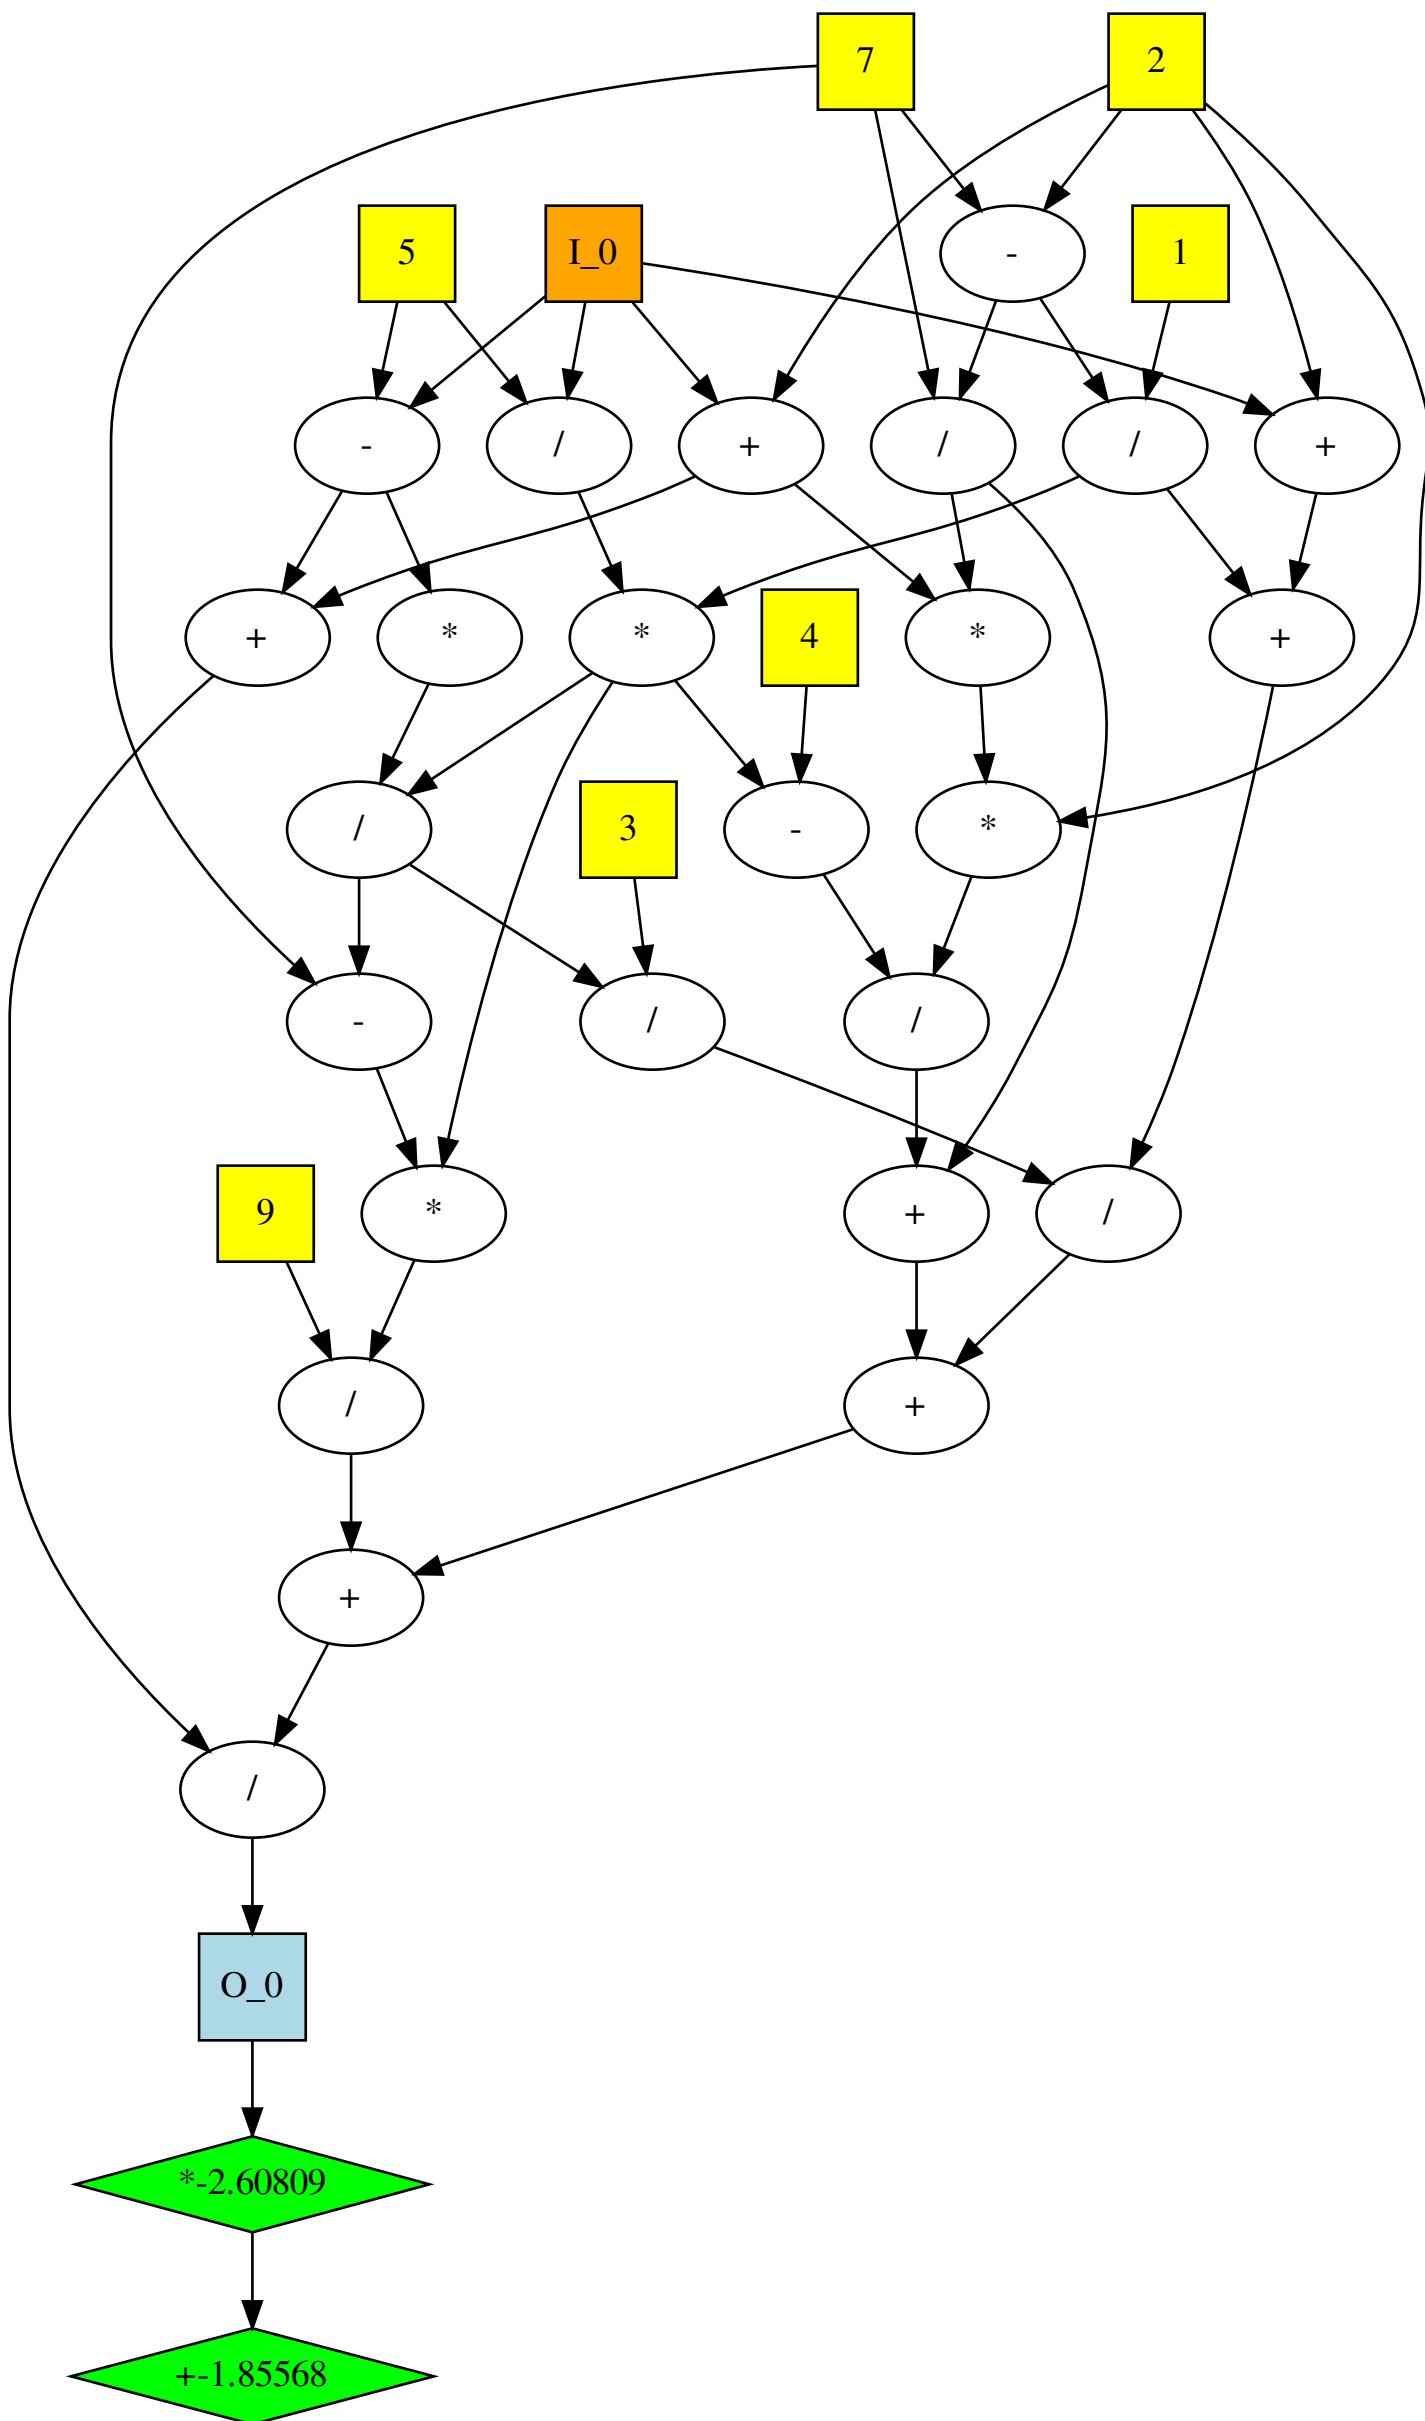 7 2
5 I_0 - 1
- / + / / +
+ * * 4 * +
/ 3 - *
- / /
9 * + /
/ +
+
/
O_0
*-2.60809
+-1.85568